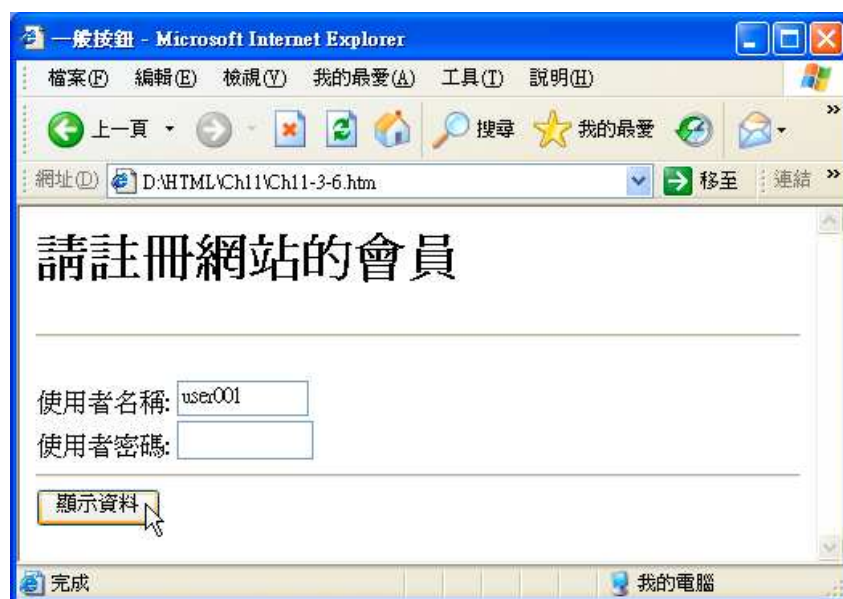 一般按鈕 - Microsoft Internet Explorer
檔案(F) 編輯(E) 檢視(V) 我的最愛(A) 工具(T) 說明(H)
上一頁 搜尋 我的最愛 »
網址(D) D:\HTML\Ch11\Ch11-3-6.htm 移至 連結 »
請註冊網站的會員
使用者名稱: user001
使用者密碼:
顯示資料
完成 我的電腦